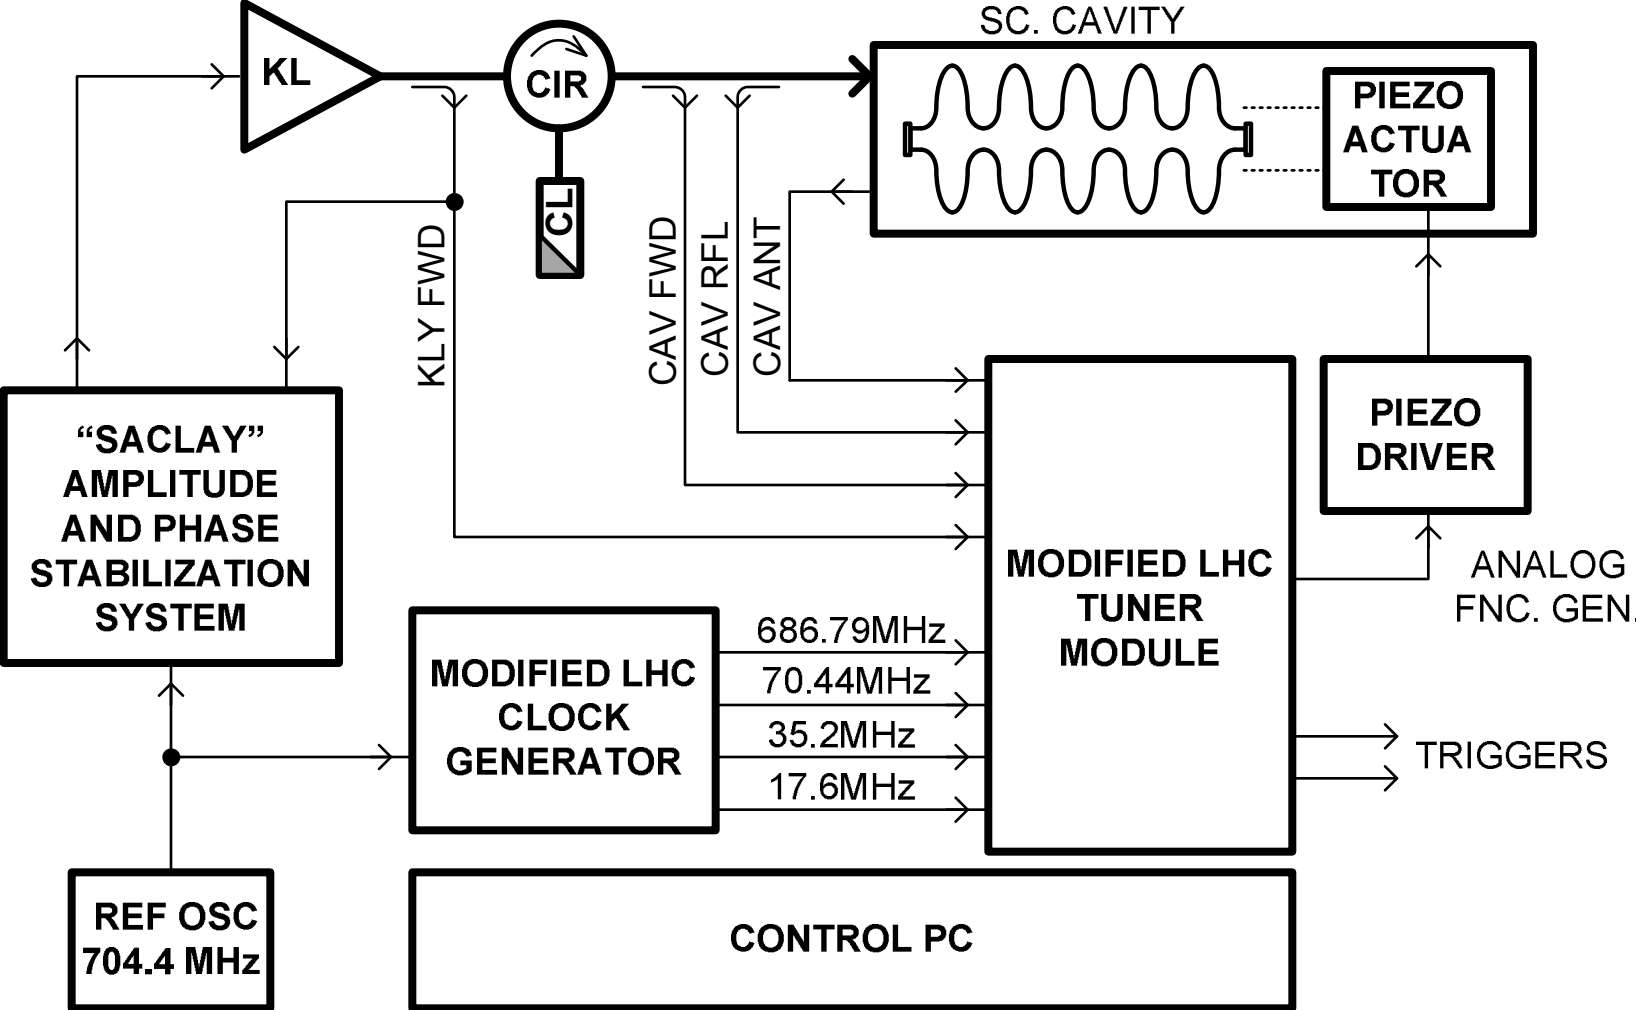 SC. CAVITY
KL
CIR
CL
PIEZO
ACTUA
TOR
KLY FWD
CAV FWD
CAV RFL
CAV ANT
“SACLAY”
AMPLITUDE
AND PHASE
STABILIZATION
SYSTEM
PIEZO
DRIVER
MODIFIED LHC
TUNER
MODULE
ANALOG
FNC. GEN.
MODIFIED LHC
CLOCK
GENERATOR
686.79MHz
70.44MHz
35.2MHz
17.6MHz
TRIGGERS
REF OSC
704.4 MHz
CONTROL PC